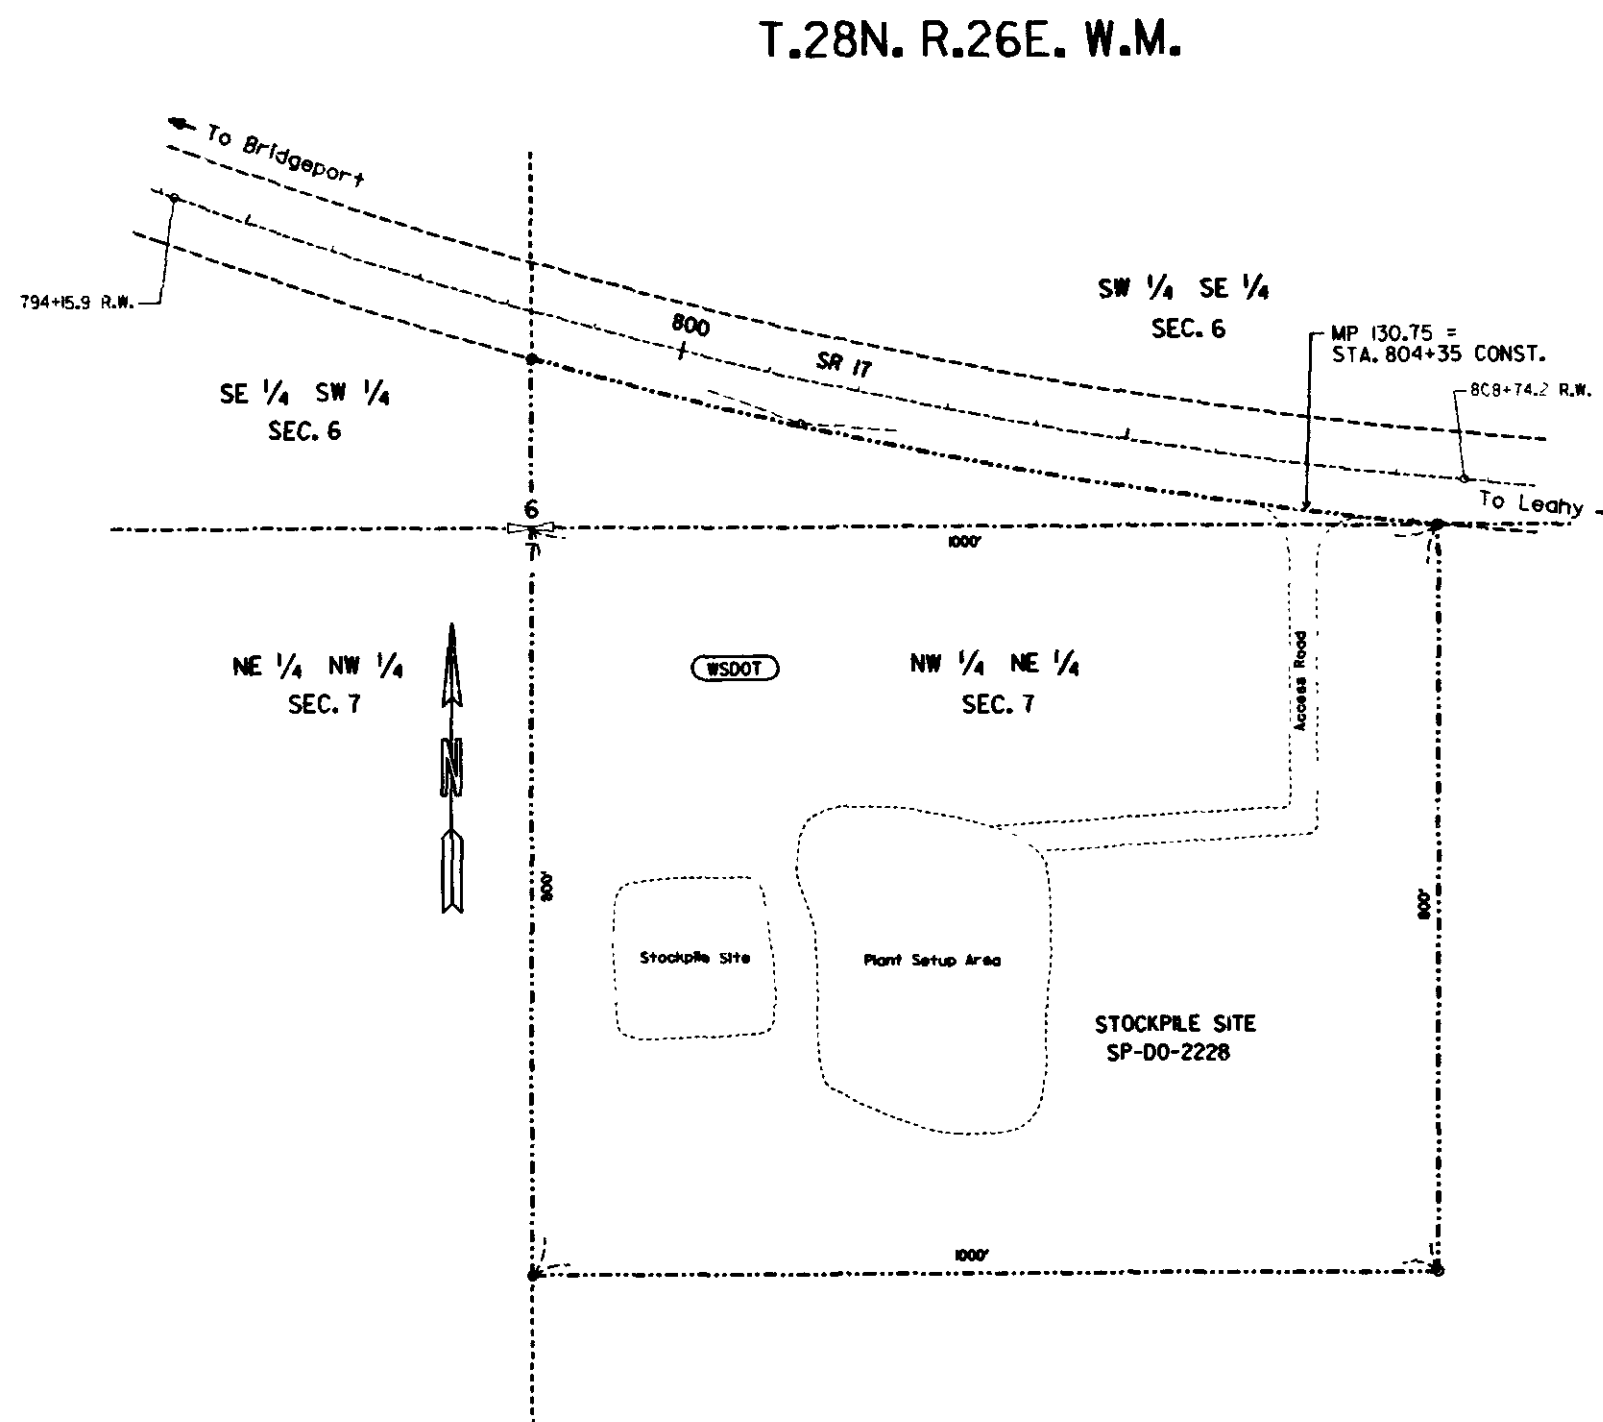 T.28N. R.26E. W.M.
To Bridgeport
794+15.9 R.W.
800
SR 17
SW 1/4 SE 1/4
SEC. 6
MP 130.75 =
STA. 804+35 CONST.
808+74.2 R.W.
SE 1/4 SW 1/4
SEC. 6
To Leahy
6
7
1000'
NE 1/4 NW 1/4
SEC. 7
N
WSDOT
NW 1/4 NE 1/4
SEC. 7
Access Road
800'
800'
Stockpile Site
Plant Setup Area
STOCKPILE SITE
SP-DO-2228
1000'